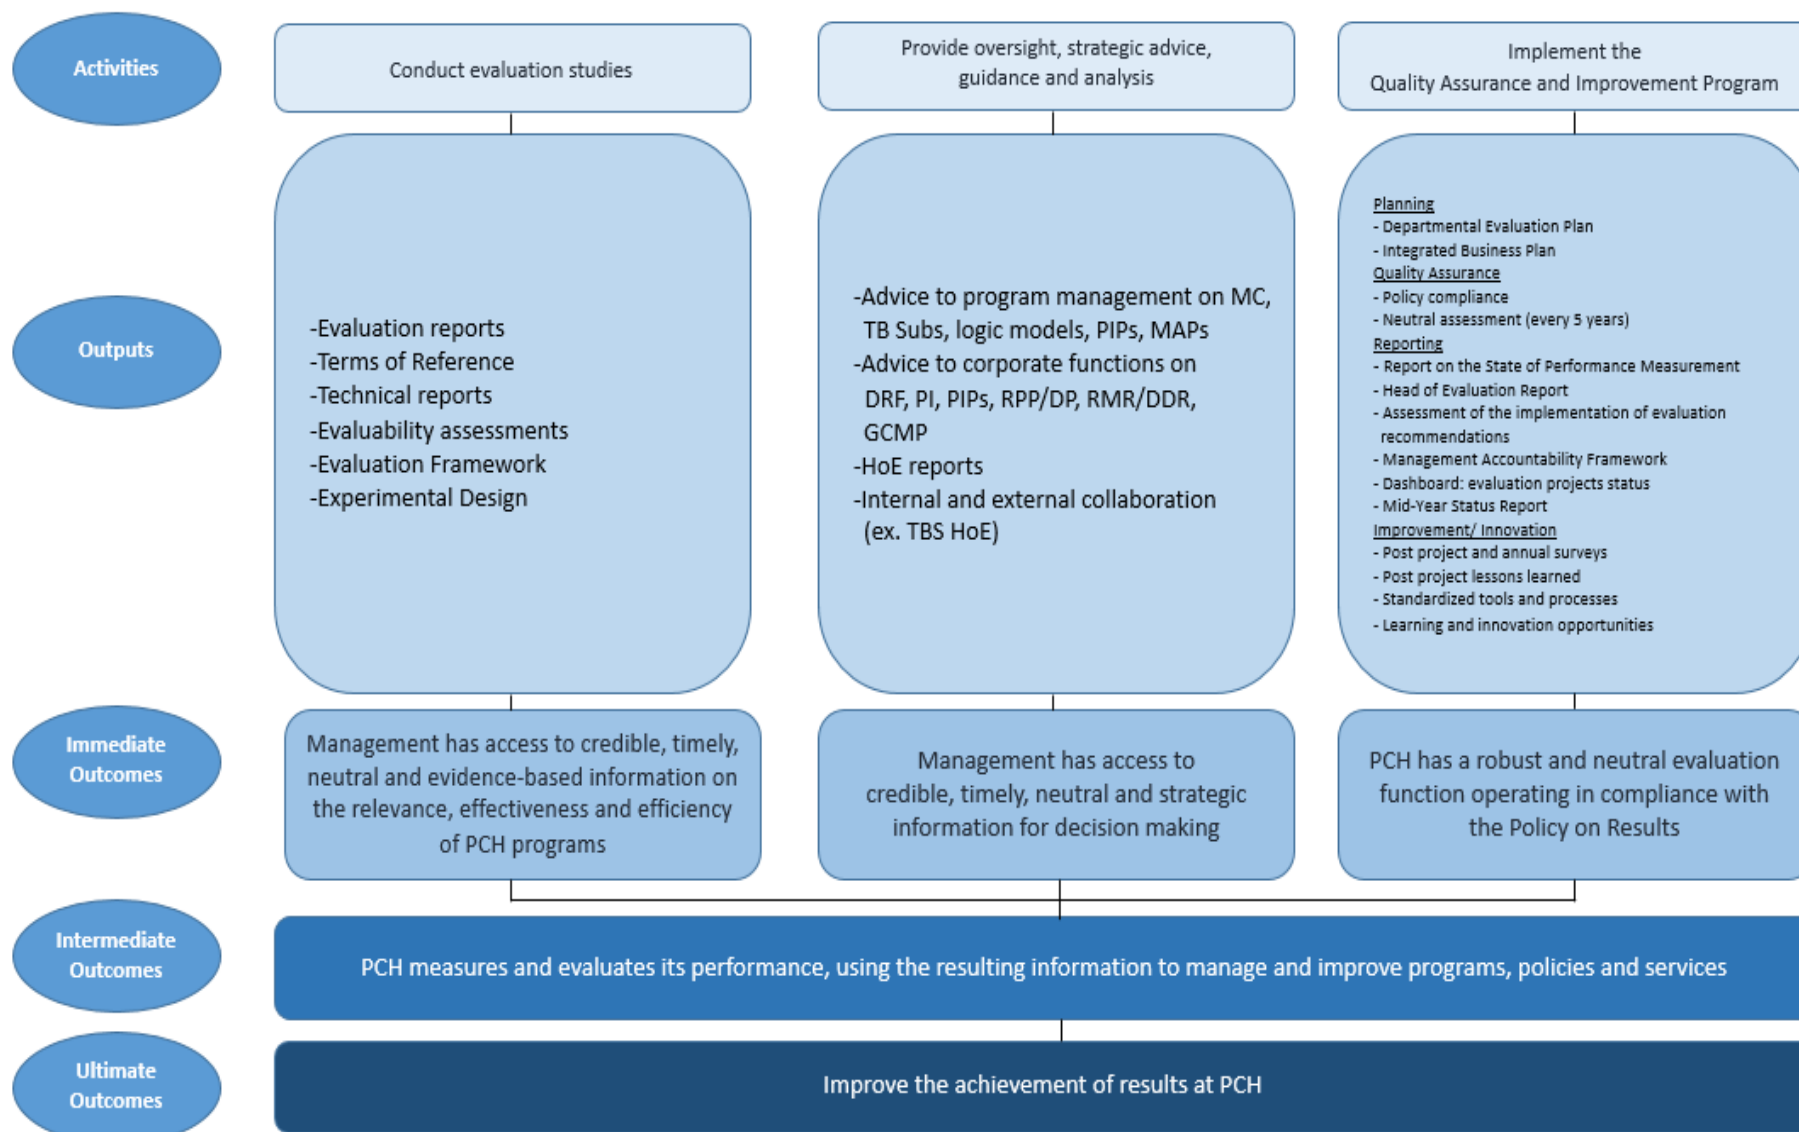 Activities
Conduct evaluation studies
Provide oversight, strategic advice,
guidance and analysis
Implement the
Quality Assurance and Improvement Program
Outputs
-Evaluation reports
-Terms of Reference
-Technical reports
-Evaluability assessments
-Evaluation Framework
-Experimental Design
-Advice to program management on MC,
TB Subs, logic models, PIPs, MAPs
-Advice to corporate functions on
DRF, PI, PIPs, RPP/DP, RMR/DDR,
GCMP
-HoE reports
-Internal and external collaboration
(ex. TBS HoE)
Planning
- Departmental Evaluation Plan
- Integrated Business Plan
Quality Assurance
- Policy compliance
- Neutral assessment (every 5 years)
Reporting
- Report on the State of Performance Measurement
- Head of Evaluation Report
- Assessment of the implementation of evaluation
recommendations
- Management Accountability Framework
- Dashboard: evaluation projects status
- Mid-Year Status Report
Improvement/ Innovation
- Post project and annual surveys
- Post project lessons learned
- Standardized tools and processes
- Learning and innovation opportunities
Immediate
Outcomes
Management has access to credible, timely,
neutral and evidence-based information on
the relevance, effectiveness and efficiency
of PCH programs
Management has access to
credible, timely, neutral and strategic
information for decision making
PCH has a robust and neutral evaluation
function operating in compliance with
the Policy on Results
Intermediate
Outcomes
PCH measures and evaluates its performance, using the resulting information to manage and improve programs, policies and services
Ultimate
Outcomes
Improve the achievement of results at PCH